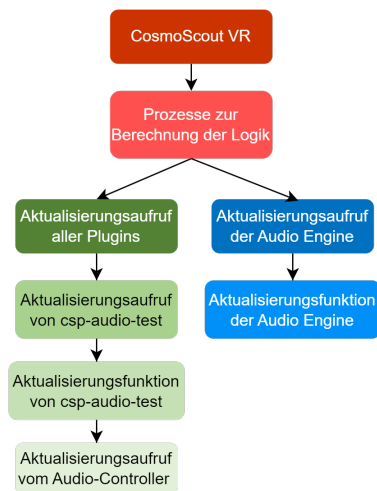 CosmoScout VR
Prozesse zur
Berechnung der Logik
Aktualisierungsaufruf
aller Plugins
Aktualisierungsaufruf
der Audio Engine
Aktualisierungsaufruf
von csp-audio-test
Aktualisierungsfunktion
der Audio Engine
Aktualisierungsfunktion
von csp-audio-test
Aktualisierungsaufruf
vom Audio-Controller